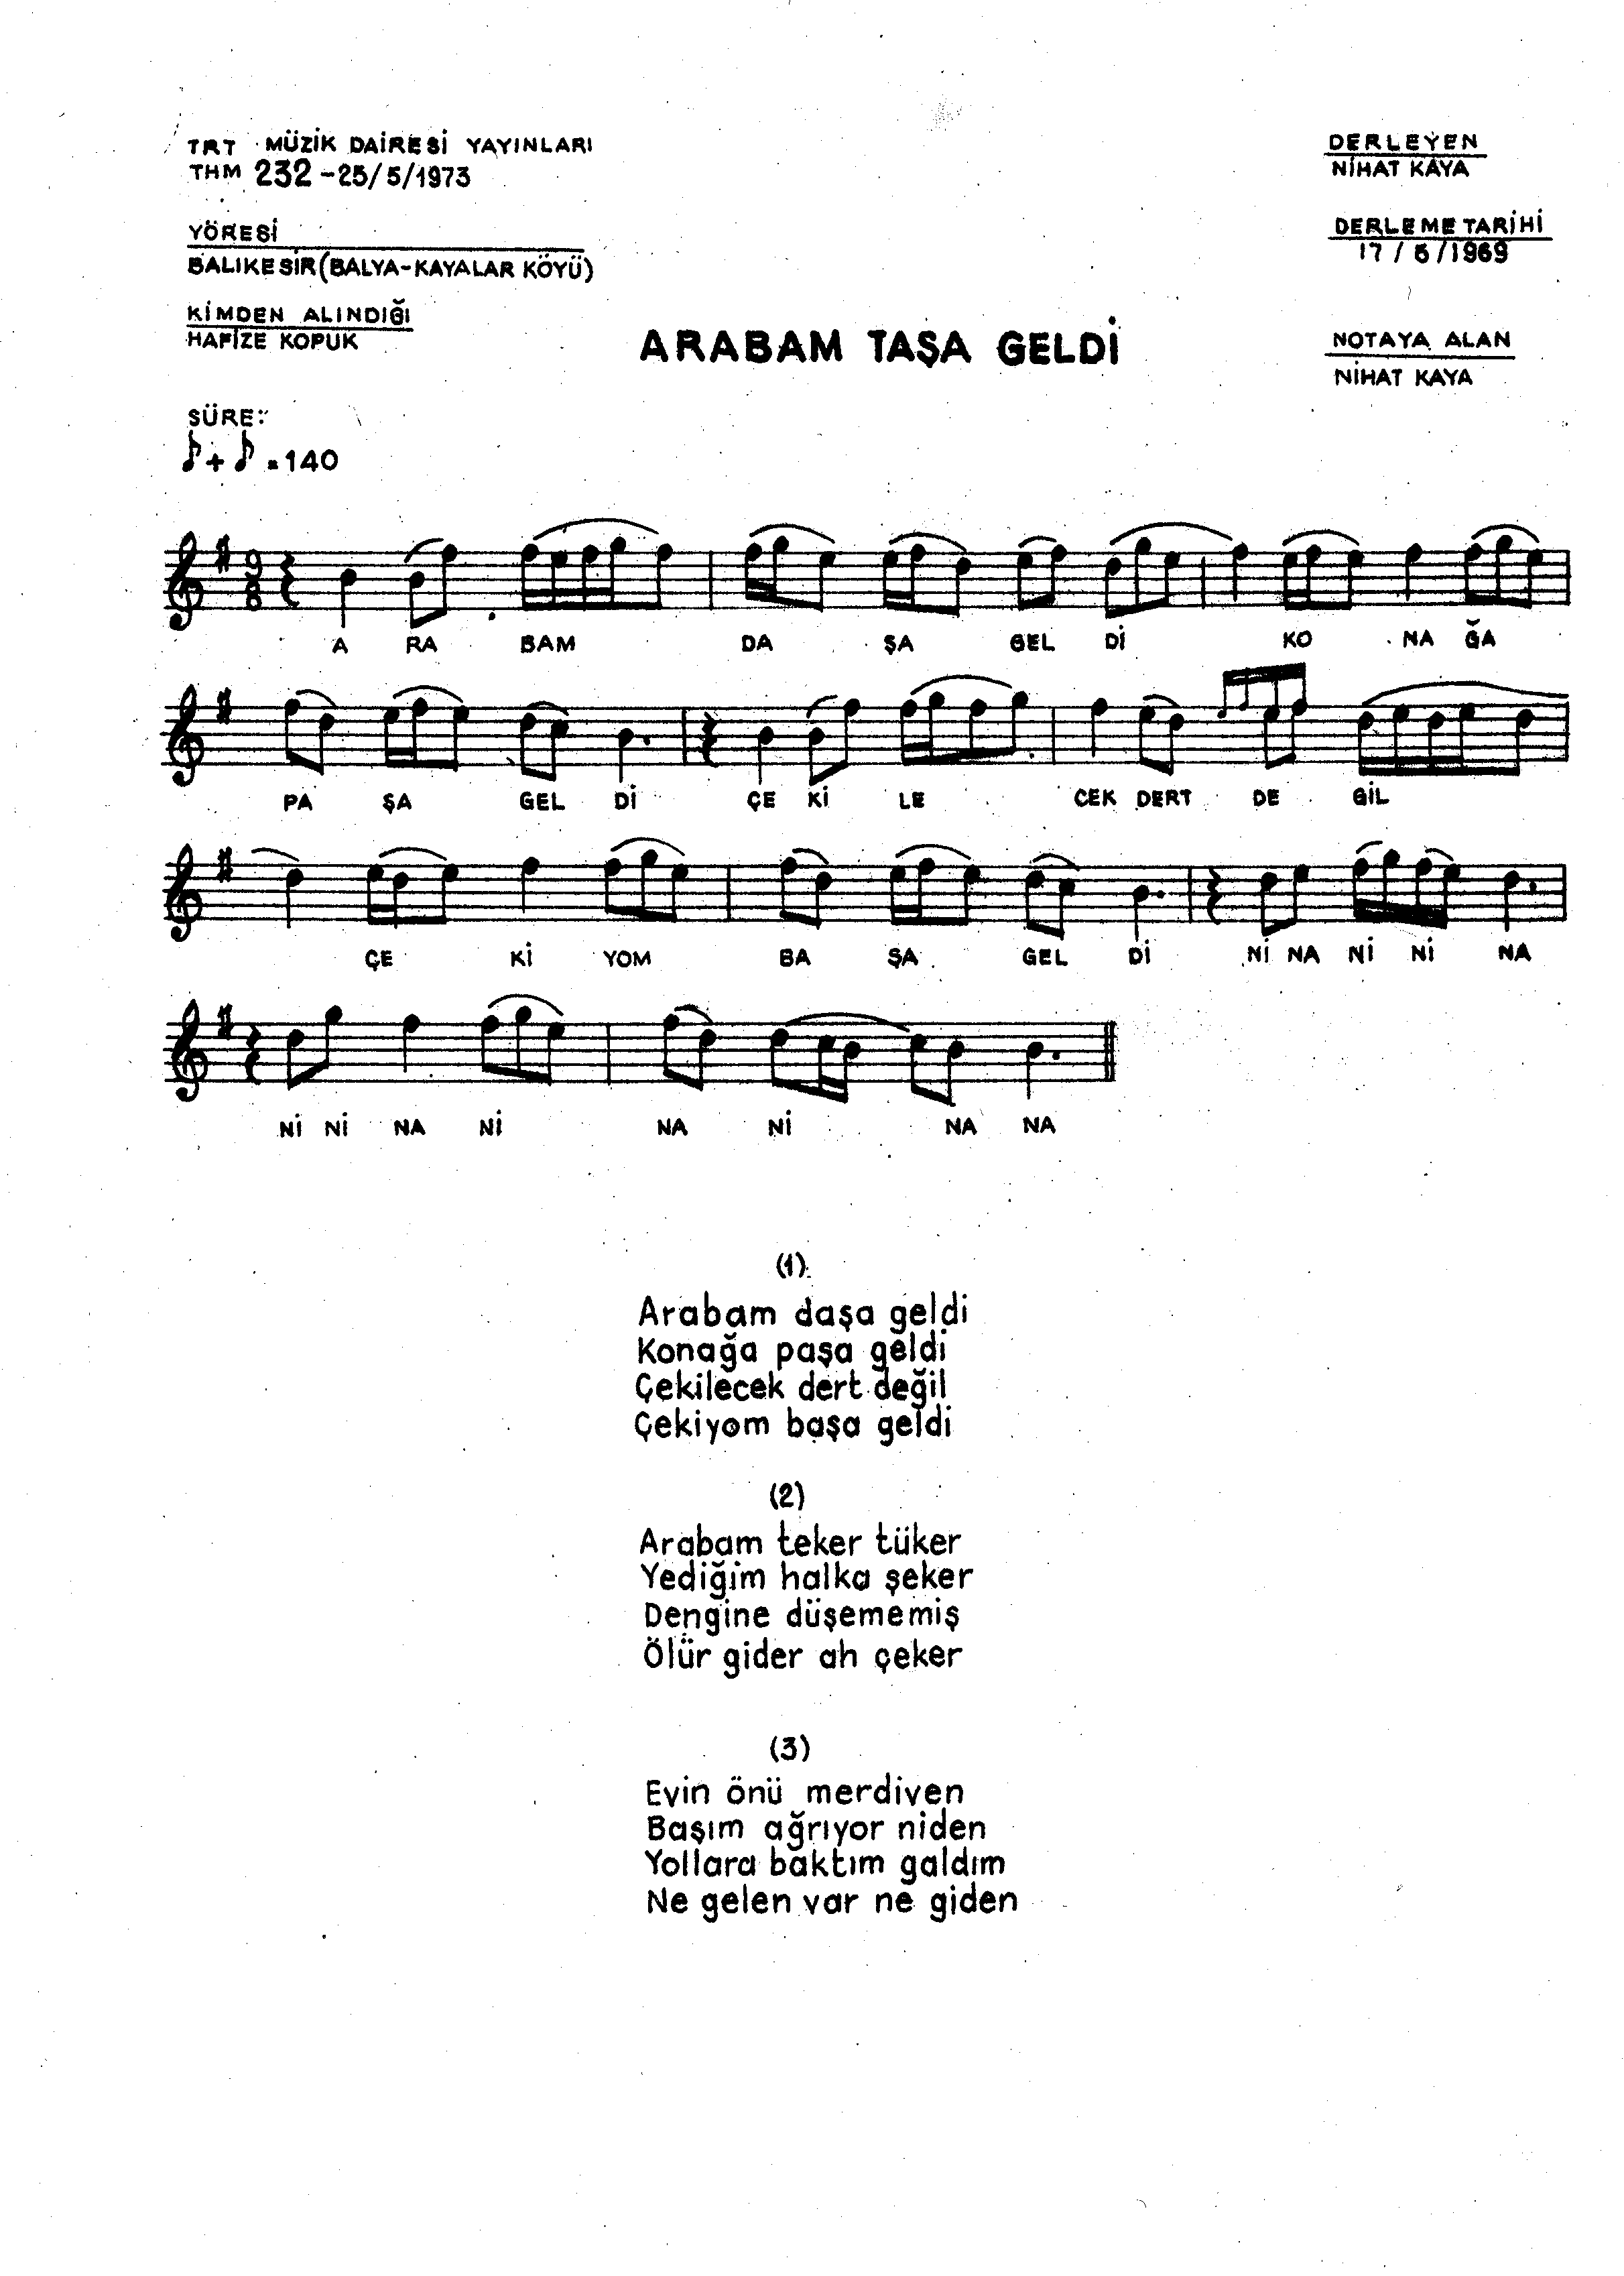 TRT MÜZİK DAİRESİ YAYINLARI
THM 232 -25/5/1973
YÖRESİ
BALIKESİR(BALYA-KAYALAR KÖYÜ)
KİMDEN ALINDIĞI
HAFİZE KOPUK
SÜRE:
= 140
DERLEYEN
NİHAT KAYA
DERLEME TARİHİ
17 / 5 /1969
NOTAYA ALAN
NİHAT KAYA
ARABAM TAŞA GELDİ
9
8
A RA BAM DA ŞA GEL Dİ KO NA ĞA
PA ŞA GEL Dİ ÇE Kİ LE CEK DERT DE GİL
ÇE Kİ YOM BA ŞA GEL Dİ Nİ NA Nİ Nİ NA
Nİ Nİ NA Nİ NA Nİ NA NA
(1)
Arabam daşa geldi
Konağa paşa geldi
Çekilecek dert değil
Çekiyom başa geldi
(2)
Arabam teker tüker
Yediğim halka şeker
Dengine düşememiş
Ölür gider ah çeker
(3)
Evin önü merdiven
Başım ağrıyor niden
Yollara baktım galdım
Ne gelen var ne giden